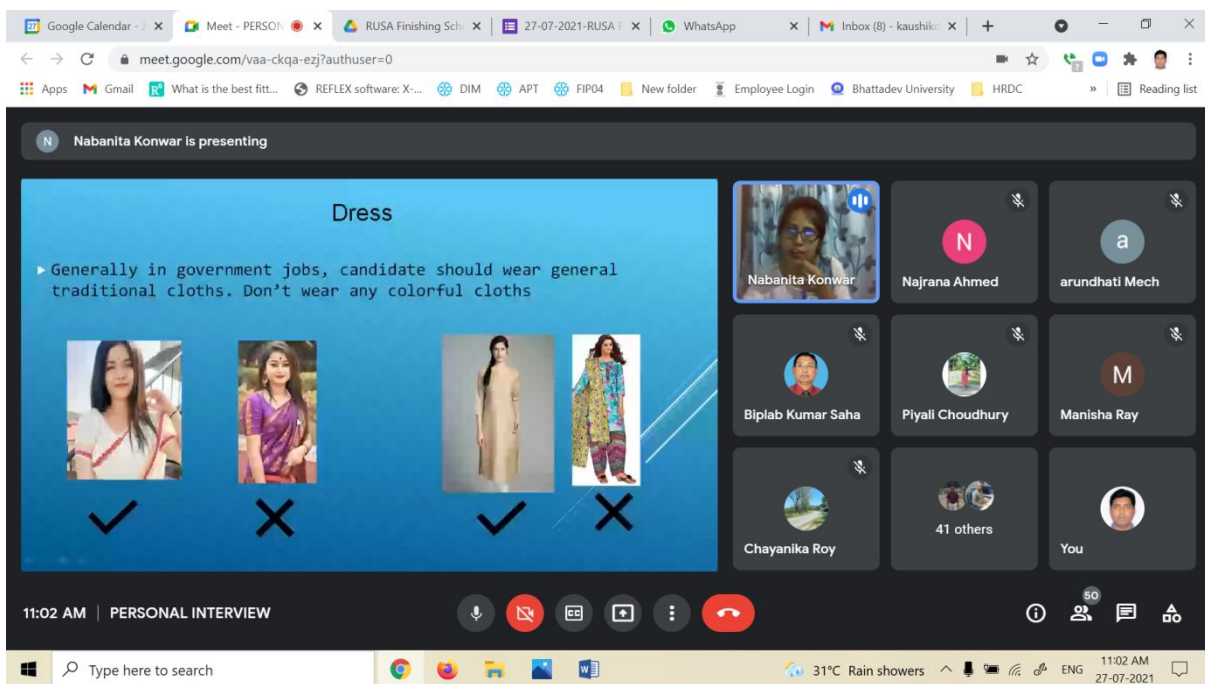 27 Google Calendar - J
Meet - PERSON
RUSA Finishing Sch
27-07-2021-RUSA F
WhatsApp
Inbox (8) - kaushikd
meet.google.com/vaa-ckqa-ezj?authuser=0
Apps
Gmail
What is the best fitt...
REFLEX software: X-...
DIM
APT
FIP04
New folder
Employee Login
Bhattadev University
HRDC
»
Reading list
N Nabanita Konwar is presenting
Dress
Generally in government jobs, candidate should wear general
traditional cloths. Don't wear any colorful cloths
Nabanita Konwar
N
Najrana Ahmed
a
arundhati Mech
Biplab Kumar Saha
Piyali Choudhury
M
Manisha Ray
Chayanika Roy
41 others
You
11:02 AM | PERSONAL INTERVIEW
CC
50
Type here to search
W
31°C Rain showers
ENG
11:02 AM
27-07-2021